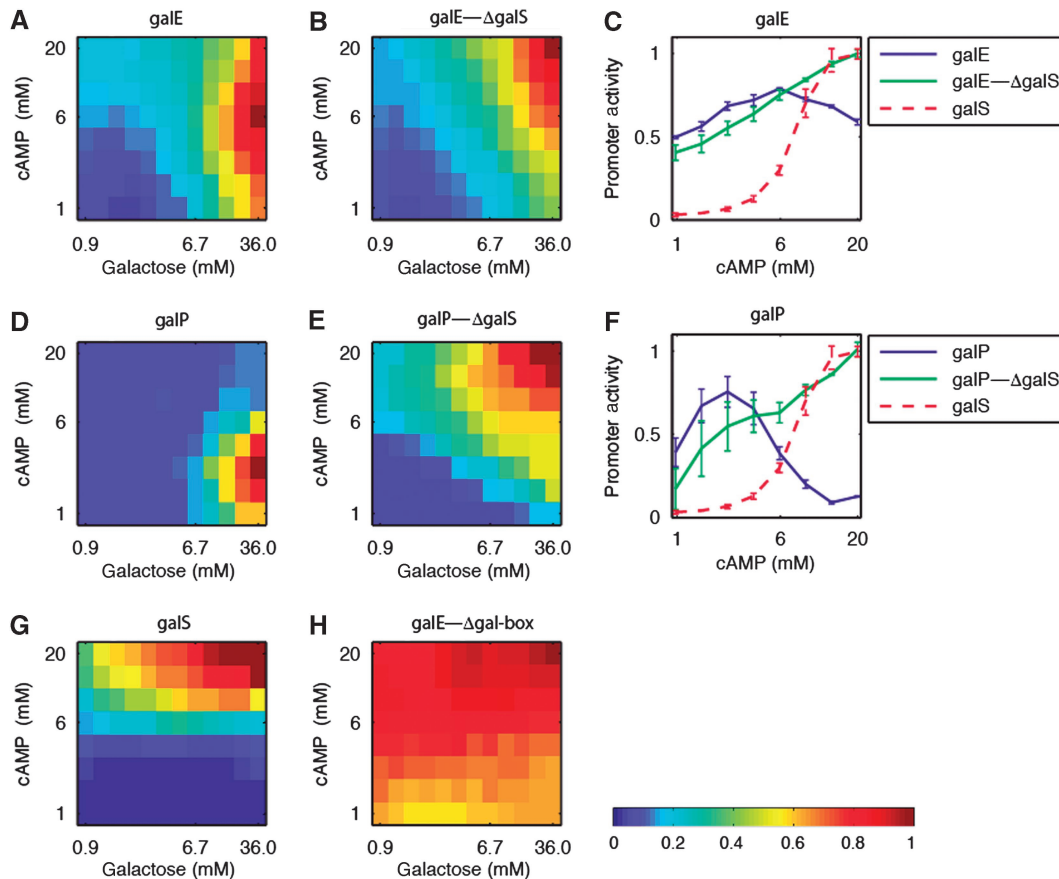 A
galE
20
6
1
cAMP (mM)
0.9
6.7
36.0
Galactose (mM)
B
galE—ΔgalS
20
6
1
cAMP (mM)
0.9
6.7
36.0
Galactose (mM)
C
galE
1
0.5
0
Promoter activity
1
6
20
cAMP (mM)
galE
galE—ΔgalS
galS
D
galP
20
6
1
cAMP (mM)
0.9
6.7
36.0
Galactose (mM)
E
galP—ΔgalS
20
6
1
cAMP (mM)
0.9
6.7
36.0
Galactose (mM)
F
galP
1
0.5
0
Promoter activity
1
6
20
cAMP (mM)
galP
galP—ΔgalS
galS
G
galS
20
6
1
cAMP (mM)
0.9
6.7
36.0
Galactose (mM)
H
galE—Δgal-box
20
6
1
cAMP (mM)
0.9
6.7
36.0
Galactose (mM)
0 0.2 0.4 0.6 0.8 1